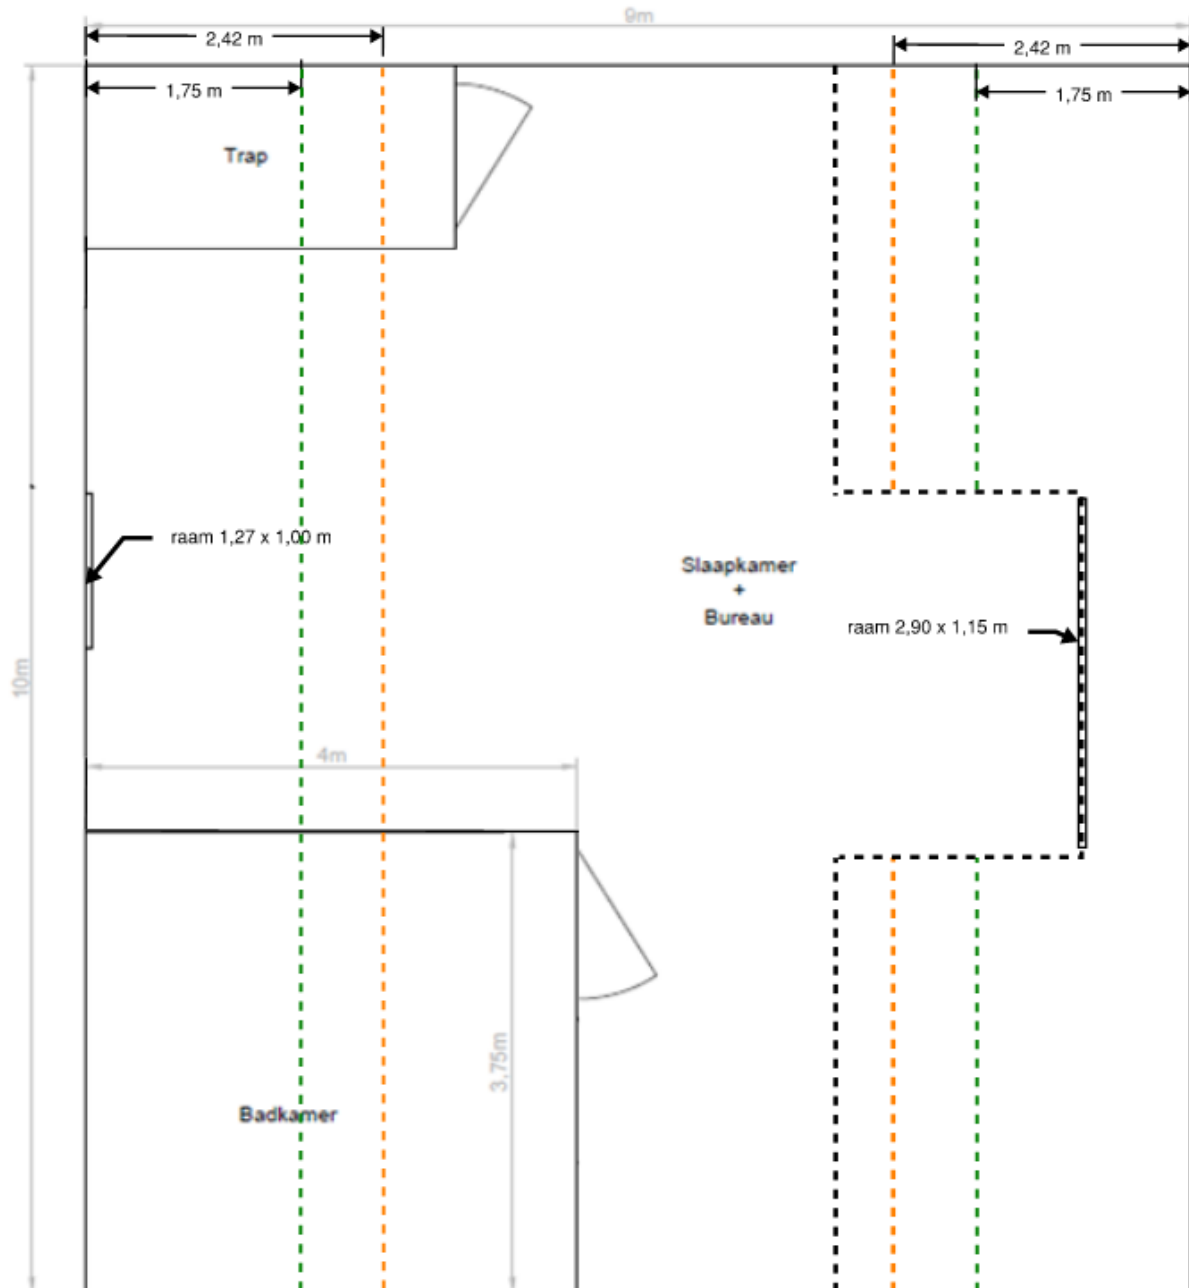 9m
2,42 m
2,42 m
1,75 m
1,75 m
Trap
raam 1,27 x 1,00 m
Slaapkamer
+
Bureau
raam 2,90 x 1,15 m
10m
4m
3,75m
Badkamer